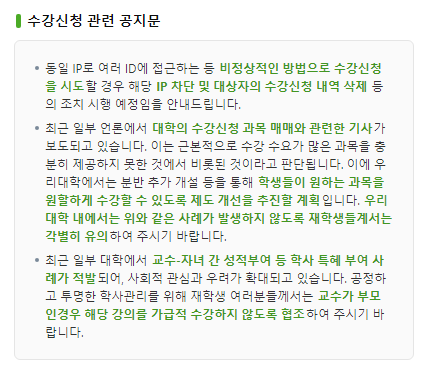 수강신청 관련 공지문
동일 IP로 여러 ID에 접근하는 등 비정상적인 방법으로 수강신청
을 시도할 경우 해당 IP 차단 및 대상자의 수강신청 내역 삭제 등
의 조치 시행 예정임을 안내드립니다.
최근 일부 언론에서 대학의 수강신청 과목 매매와 관련한 기사가
보도되고 있습니다. 이는 근본적으로 수강 수요가 많은 과목을 충
분히 제공하지 못한 것에서 비롯된 것이라고 판단됩니다. 이에 우
리대학에서는 분반 추가 개설 등을 통해 학생들이 원하는 과목을
원활하게 수강할 수 있도록 제도 개선을 추진할 계획입니다. 우리
대학 내에서는 위와 같은 사례가 발생하지 않도록 재학생들께서는
각별히 유의하여 주시기 바랍니다.
최근 일부 대학에서 교수-자녀 간 성적부여 등 학사 특혜 부여 사
례가 적발되어, 사회적 관심과 우려가 확대되고 있습니다. 공정하
고 투명한 학사관리를 위해 재학생 여러분들께서는 교수가 부모
인경우 해당 강의를 가급적 수강하지 않도록 협조하여 주시기 바
랍니다.